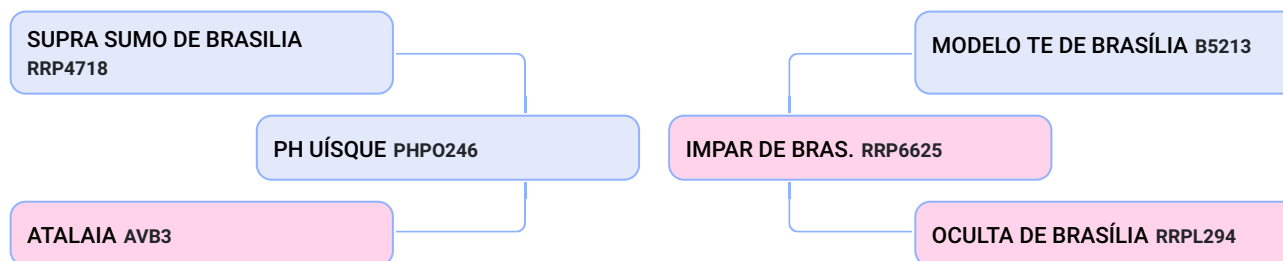 SUPRA SUMO DE BRASILIA
RRP4718
MODELO TE DE BRASÍLIA B5213
PH UÍSQUE PHPO246
IMPAR DE BRAS. RRP6625
ATALAIA AVB3
OCULTA DE BRASÍLIA RRPL294